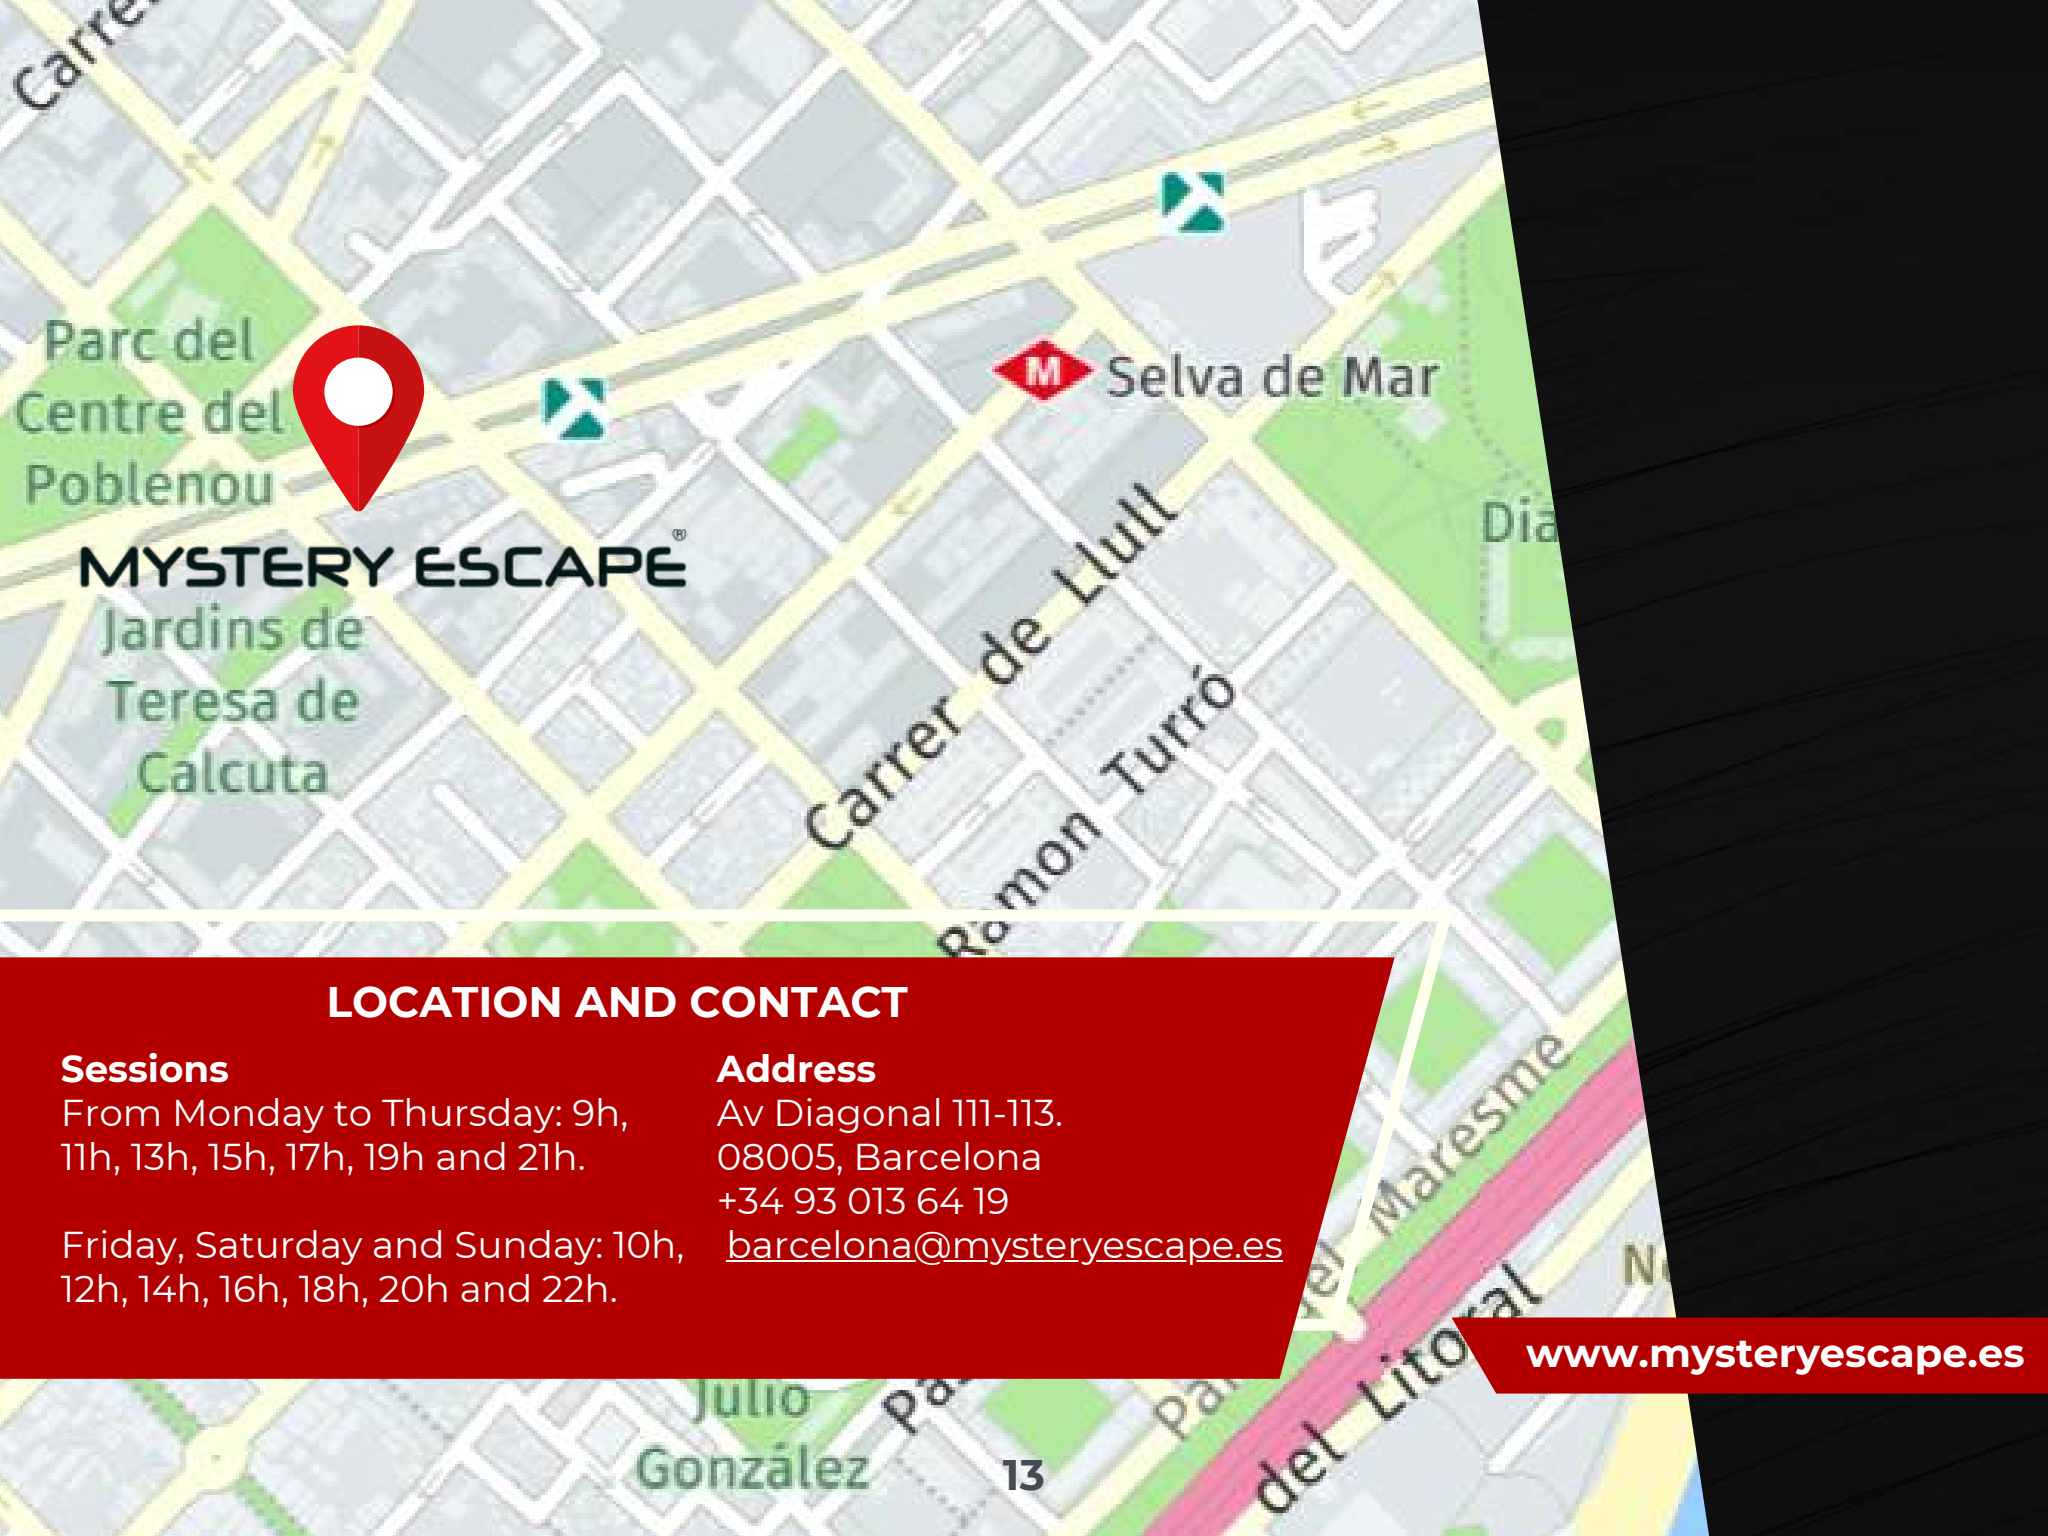 Parc del
Centre del
Poblenou
M Selva de Mar
MYSTERY ESCAPE®
Jardins de
Teresa de
Calcuta
Carrer de Llull
Ramon Turró
LOCATION AND CONTACT
Sessions
From Monday to Thursday: 9h,
11h, 13h, 15h, 17h, 19h and 21h.
Friday, Saturday and Sunday: 10h,
12h, 14h, 16h, 18h, 20h and 22h.
Address
Av Diagonal 111-113.
08005, Barcelona
+34 93 013 64 19
barcelona@mysteryescape.es
Maresme
del Litoral
www.mysteryescape.es
Julio
González
13